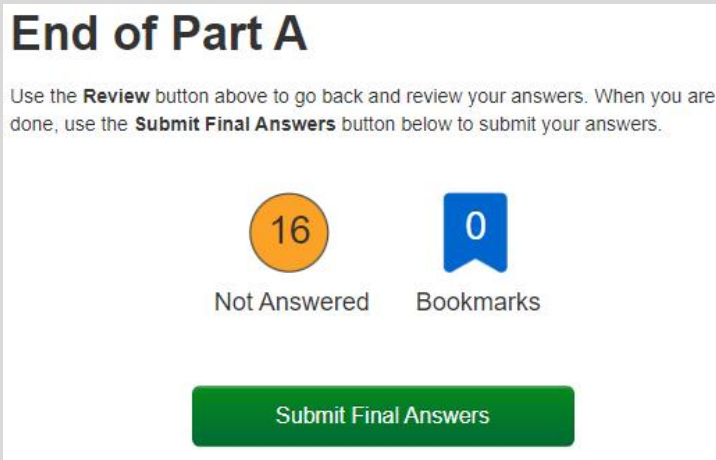 End of Part A
Use the Review button above to go back and review your answers. When you are
done, use the Submit Final Answers button below to submit your answers.
16
0
Not Answered
Bookmarks
Submit Final Answers